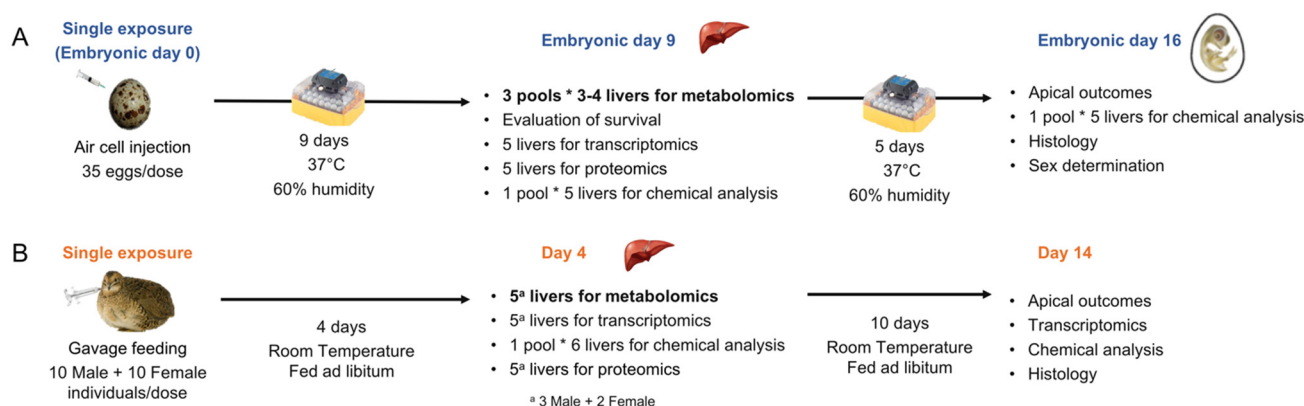 A
Single exposure
(Embryonic day 0)
Air cell injection
35 eggs/dose
9 days
37°C
60% humidity
Embryonic day 9
• 3 pools * 3-4 livers for metabolomics
• Evaluation of survival
• 5 livers for transcriptomics
• 5 livers for proteomics
• 1 pool * 5 livers for chemical analysis
5 days
37°C
60% humidity
Embryonic day 16
• Apical outcomes
• 1 pool * 5 livers for chemical analysis
• Histology
• Sex determination
B
Single exposure
Gavage feeding
10 Male + 10 Female
individuals/dose
4 days
Room Temperature
Fed ad libitum
Day 4
• 5ᵃ livers for metabolomics
• 5ᵃ livers for transcriptomics
• 1 pool * 6 livers for chemical analysis
• 5ᵃ livers for proteomics
ᵃ 3 Male + 2 Female
10 days
Room Temperature
Fed ad libitum
Day 14
• Apical outcomes
• Transcriptomics
• Chemical analysis
• Histology